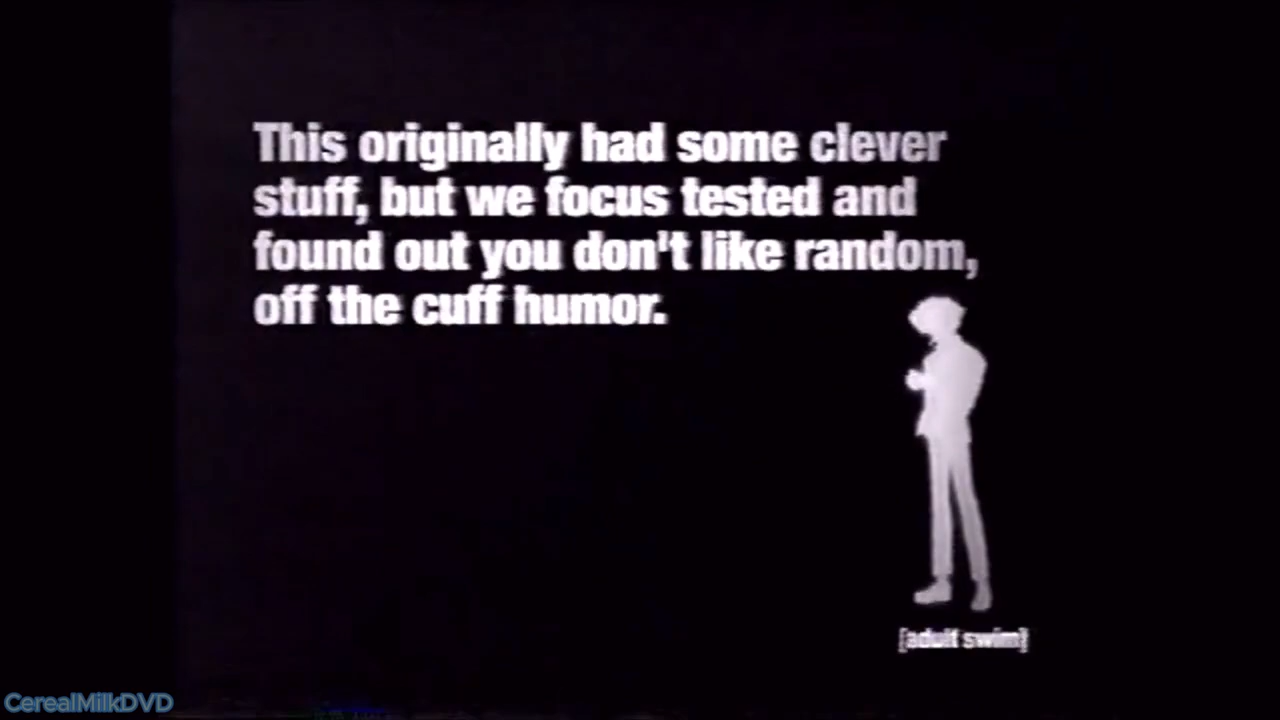 This originally had some clever
stuff, but we focus tested and
found out you don't like random,
off the cuff humor.
[adult swim]
CerealMilkDVD